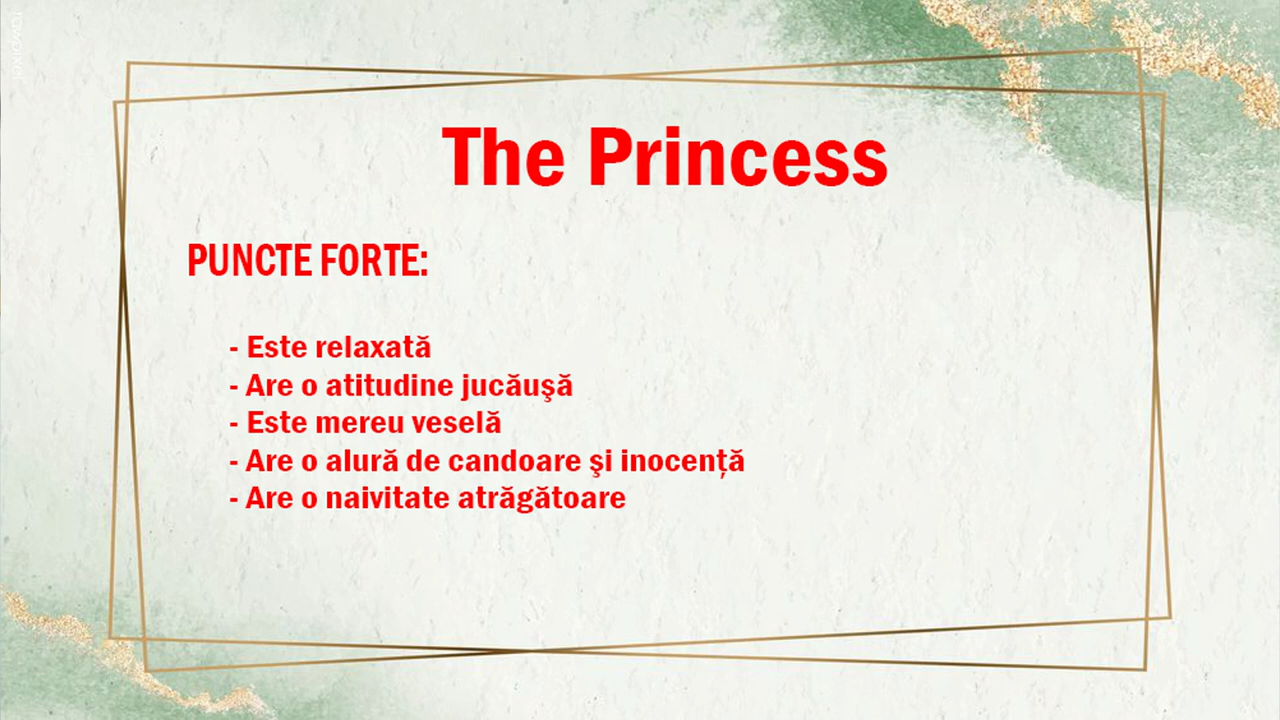 The Princess
PUNCTE FORTE:
- Este relaxată
- Are o atitudine jucăuşă
- Este mereu veselă
- Are o alură de candoare şi inocență
- Are o naivitate atrăgătoare